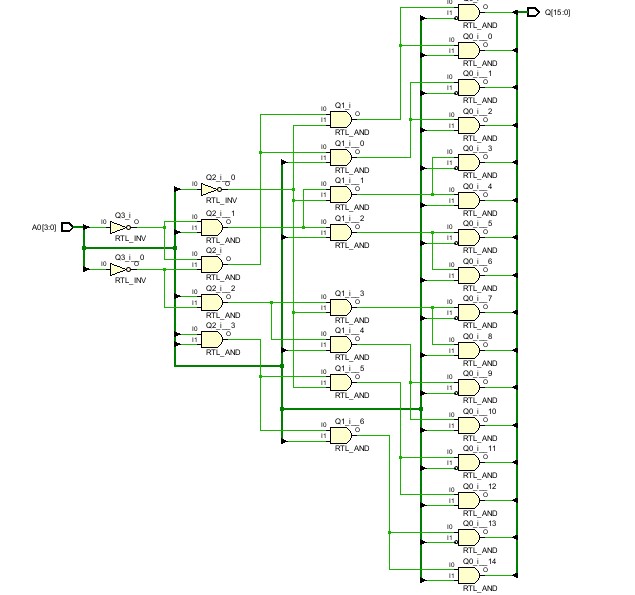 I0 O
I1
RTL_AND
Q[15:0]
Q0_i__0
I0 O
I1
RTL_AND
Q0_i__1
I0 O
I1
RTL_AND
Q1_i
I0 O
I1
RTL_AND
Q0_i__2
I0 O
I1
RTL_AND
Q1_i__0
I0 O
I1
RTL_AND
Q0_i__3
I0 O
I1
RTL_AND
Q2_i__0
I0 O
RTL_INV
Q1_i__1
I0 O
I1
RTL_AND
Q0_i__4
I0 O
I1
RTL_AND
A0[3:0]
Q3_i
I0 O
RTL_INV
Q2_i__1
I0 O
I1
RTL_AND
Q1_i__2
I0 O
I1
RTL_AND
Q0_i__5
I0 O
I1
RTL_AND
Q3_i__0
I0 O
RTL_INV
Q2_i
I0 O
I1
RTL_AND
Q0_i__6
I0 O
I1
RTL_AND
Q2_i__2
I0 O
I1
RTL_AND
Q1_i__3
I0 O
I1
RTL_AND
Q0_i__7
I0 O
I1
RTL_AND
Q2_i__3
I0 O
I1
RTL_AND
Q1_i__4
I0 O
I1
RTL_AND
Q0_i__8
I0 O
I1
RTL_AND
Q1_i__5
I0 O
I1
RTL_AND
Q0_i__9
I0 O
I1
RTL_AND
Q1_i__6
I0 O
I1
RTL_AND
Q0_i__10
I0 O
I1
RTL_AND
Q0_i__11
I0 O
I1
RTL_AND
Q0_i__12
I0 O
I1
RTL_AND
Q0_i__13
I0 O
I1
RTL_AND
Q0_i__14
I0 O
I1
RTL_AND